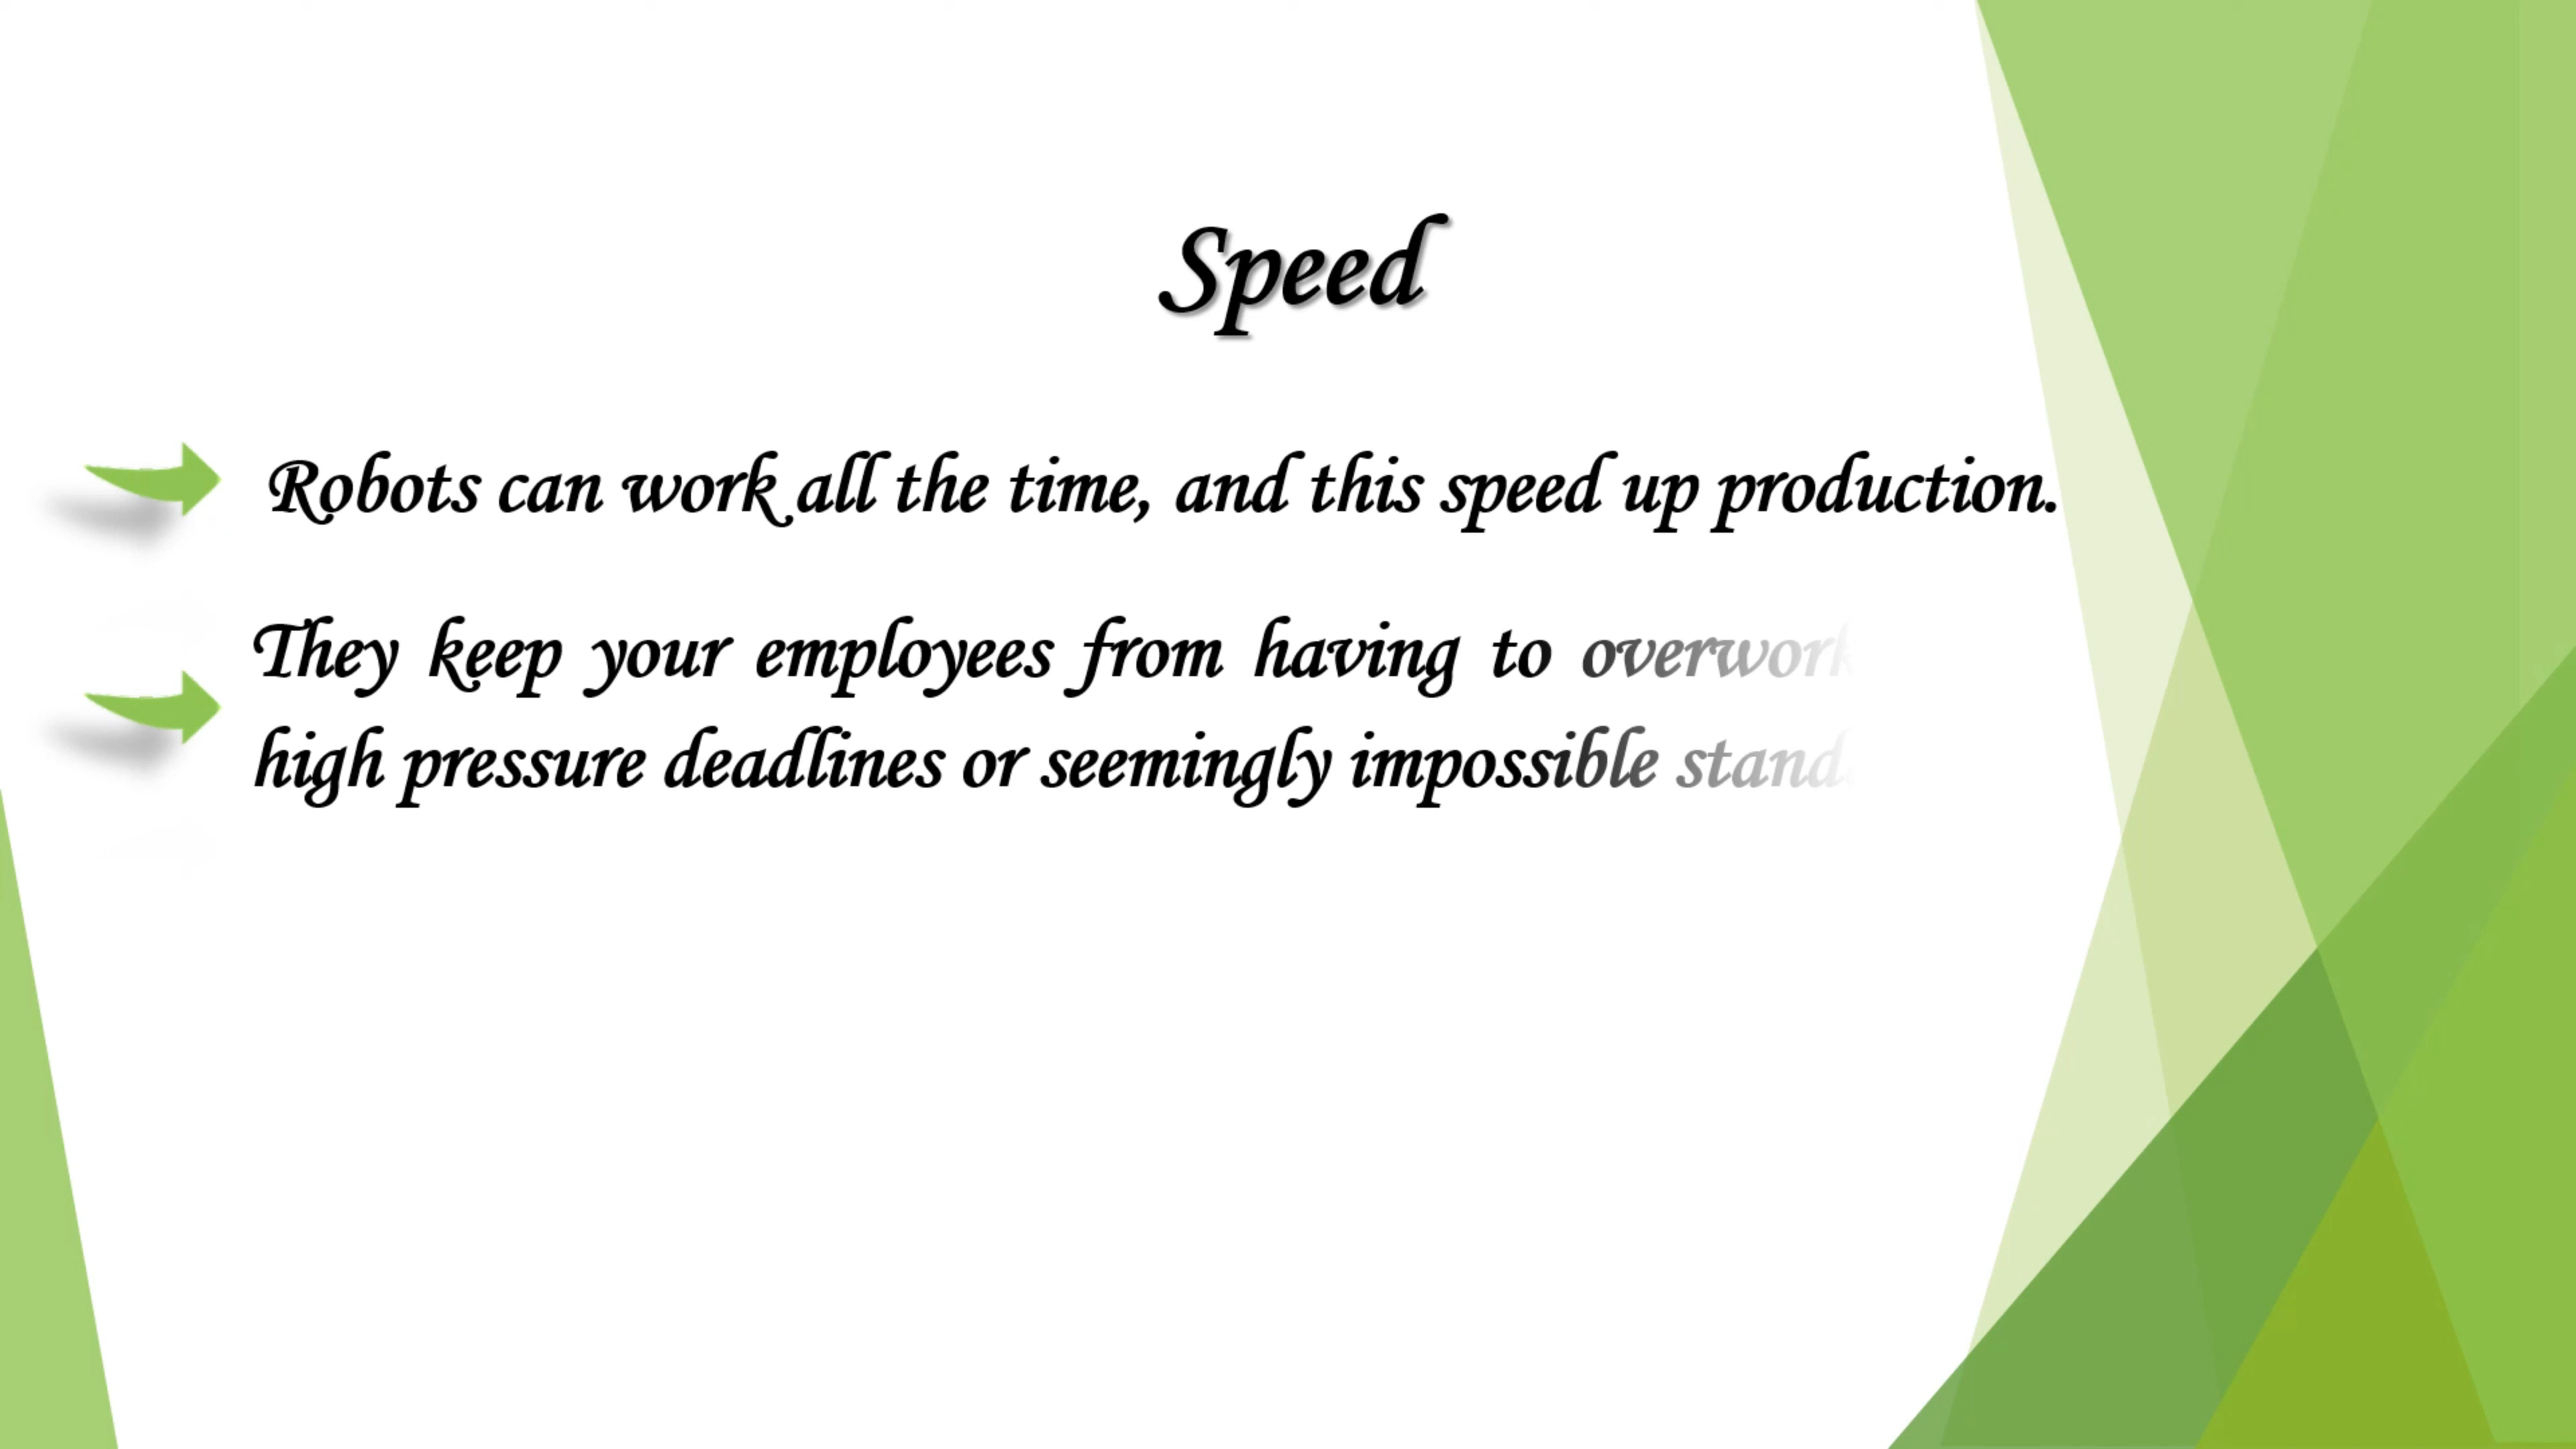 Speed
Robots can work all the time, and this speed up production.
They keep your employees from having to overwork
high pressure deadlines or seemingly impossible